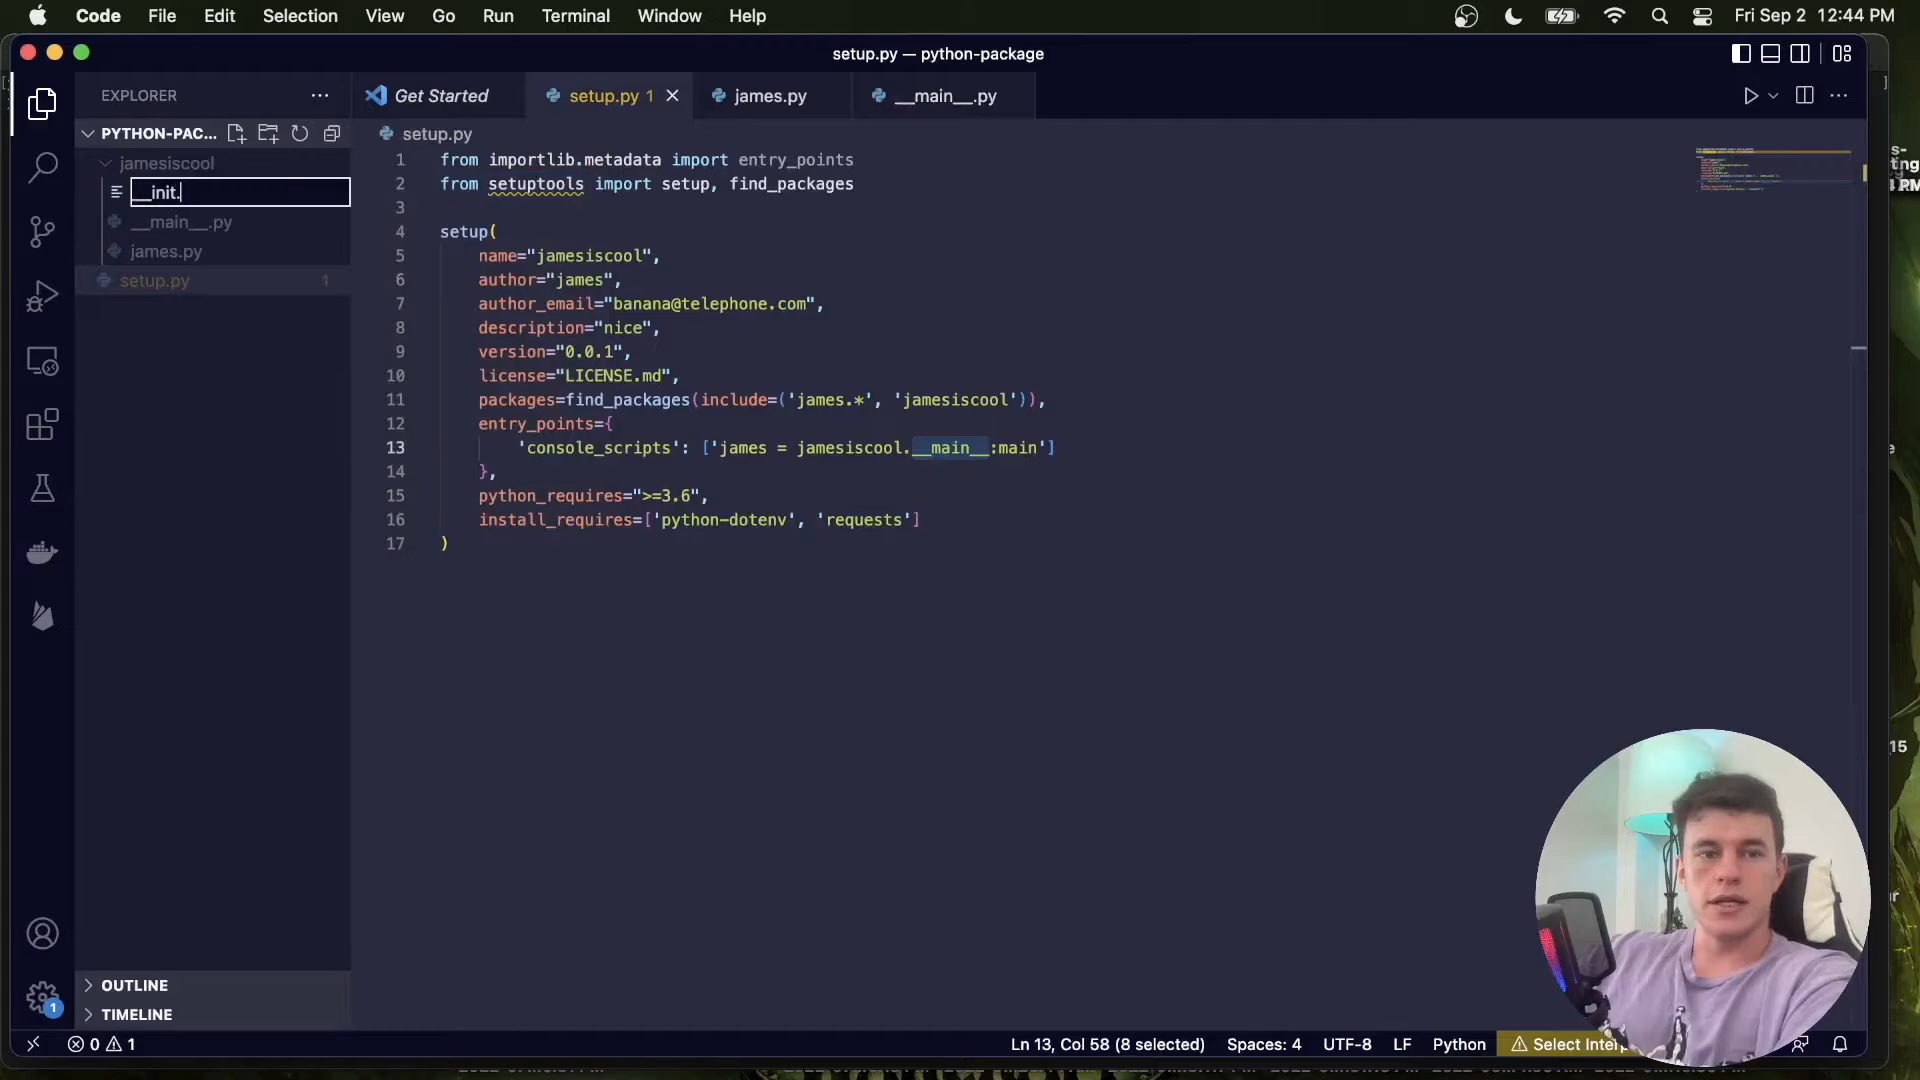 Code File Edit Selection View Go Run Terminal Window Help Fri Sep 2 12:44 PM
setup.py — python-package
EXPLORER
Get Started setup.py 1 james.py __main__.py
PYTHON-PAC...
jamesiscool
__init.
__main__.py
james.py
setup.py 1
setup.py
1 from importlib.metadata import entry_points
2 from setuptools import setup, find_packages
3
4 setup(
5 name="jamesiscool",
6 author="james",
7 author_email="banana@telephone.com",
8 description="nice",
9 version="0.0.1",
10 license="LICENSE.md",
11 packages=find_packages(include=('james.*', 'jamesiscool')),
12 entry_points={
13 'console_scripts': ['james = jamesiscool.__main__:main']
14 },
15 python_requires=">=3.6",
16 install_requires=['python-dotenv', 'requests']
17 )
OUTLINE
TIMELINE
1
0 1 Ln 13, Col 58 (8 selected) Spaces: 4 UTF-8 LF Python Select Interp